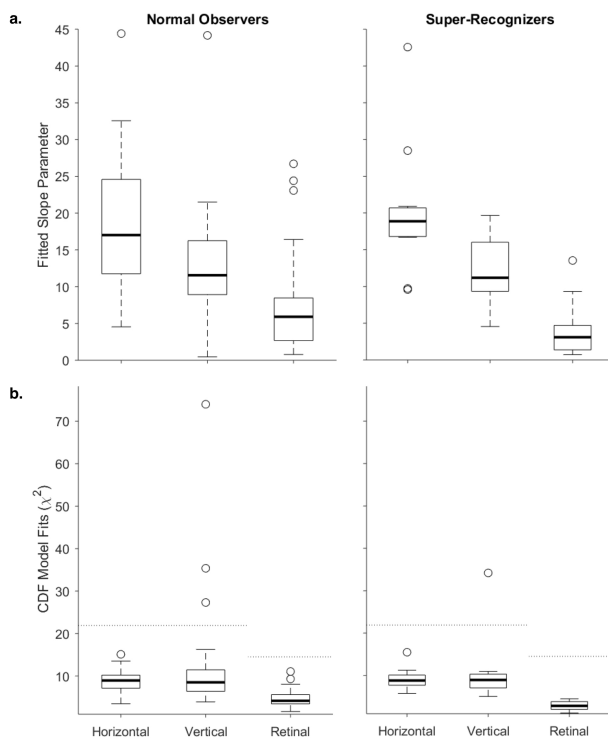 a.
Normal Observers
Super-Recognizers
Fitted Slope Parameter
45
40
35
30
25
20
15
10
5
0
b.
CDF Model Fits (χ²)
70
60
50
40
30
20
10
Horizontal Vertical Retinal
Horizontal Vertical Retinal